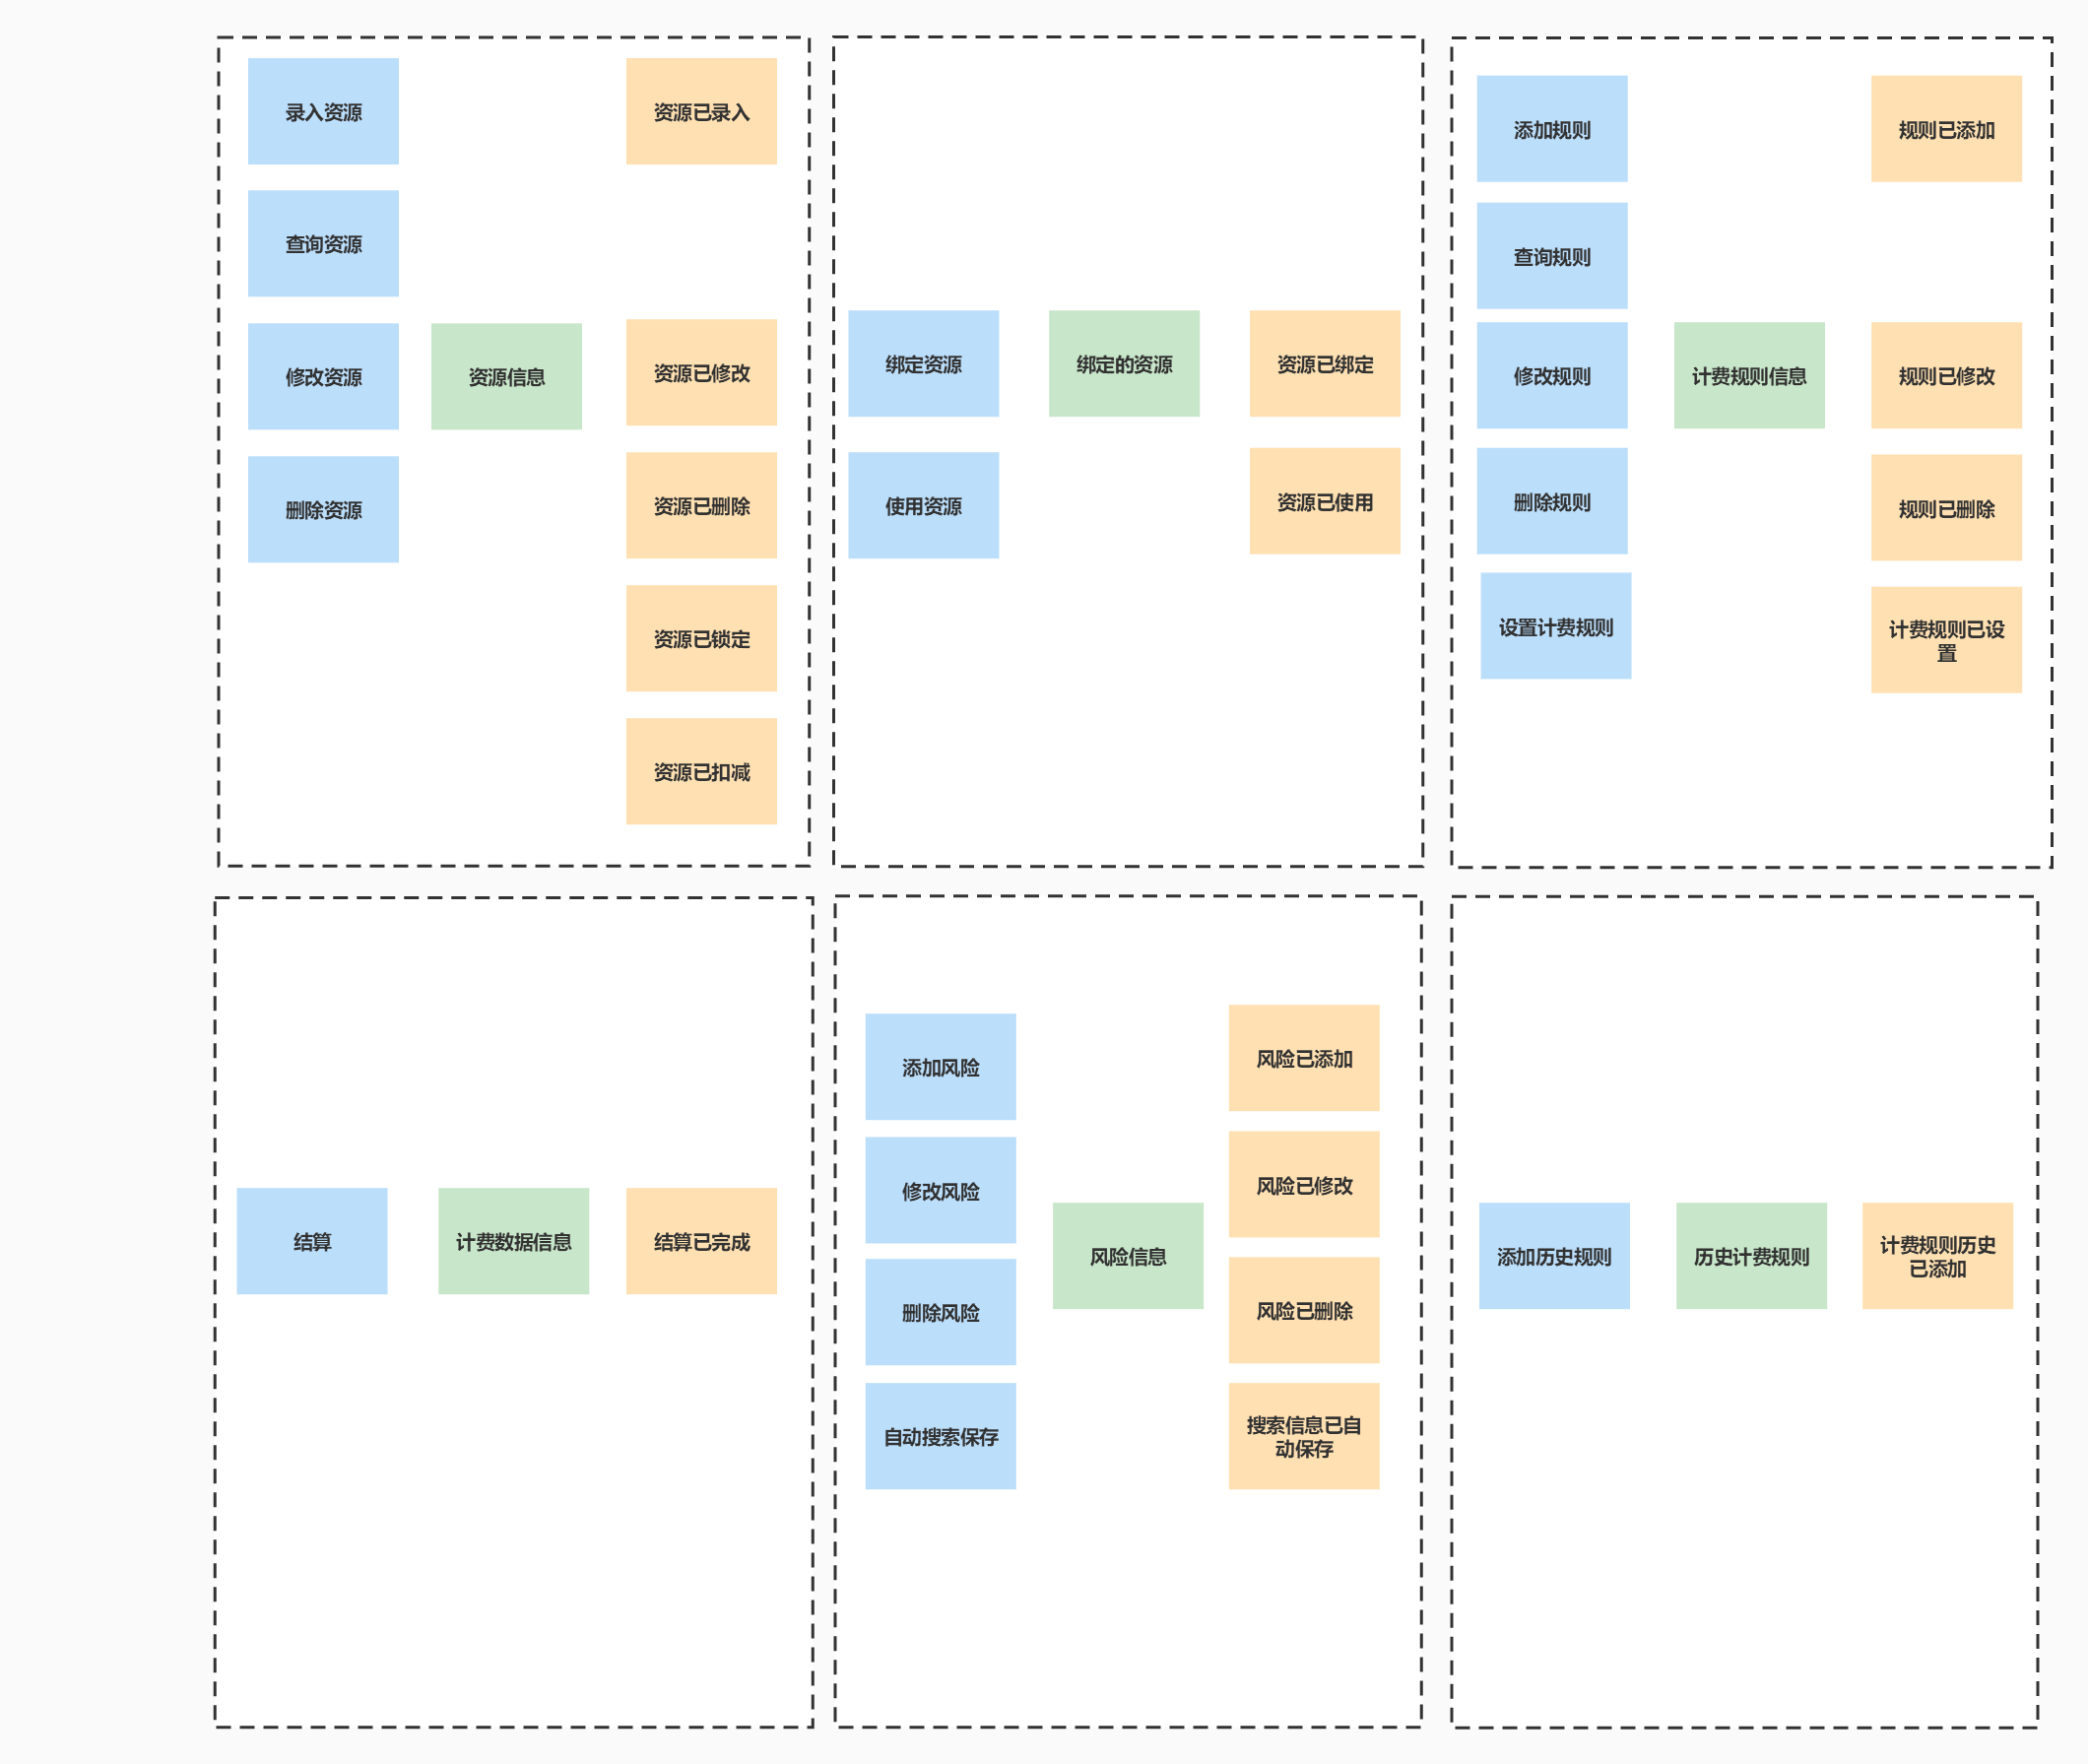 录入资源
资源已录入
查询资源
修改资源
资源信息
资源已修改
删除资源
资源已删除
资源已锁定
资源已扣减
绑定资源
绑定的资源
资源已绑定
使用资源
资源已使用
添加规则
规则已添加
查询规则
修改规则
计费规则信息
规则已修改
删除规则
规则已删除
设置计费规则
计费规则已设
置
结算
计费数据信息
结算已完成
添加风险
风险已添加
修改风险
风险已修改
风险信息
删除风险
风险已删除
自动搜索保存
搜索信息已自
动保存
添加历史规则
历史计费规则
计费规则历史
已添加